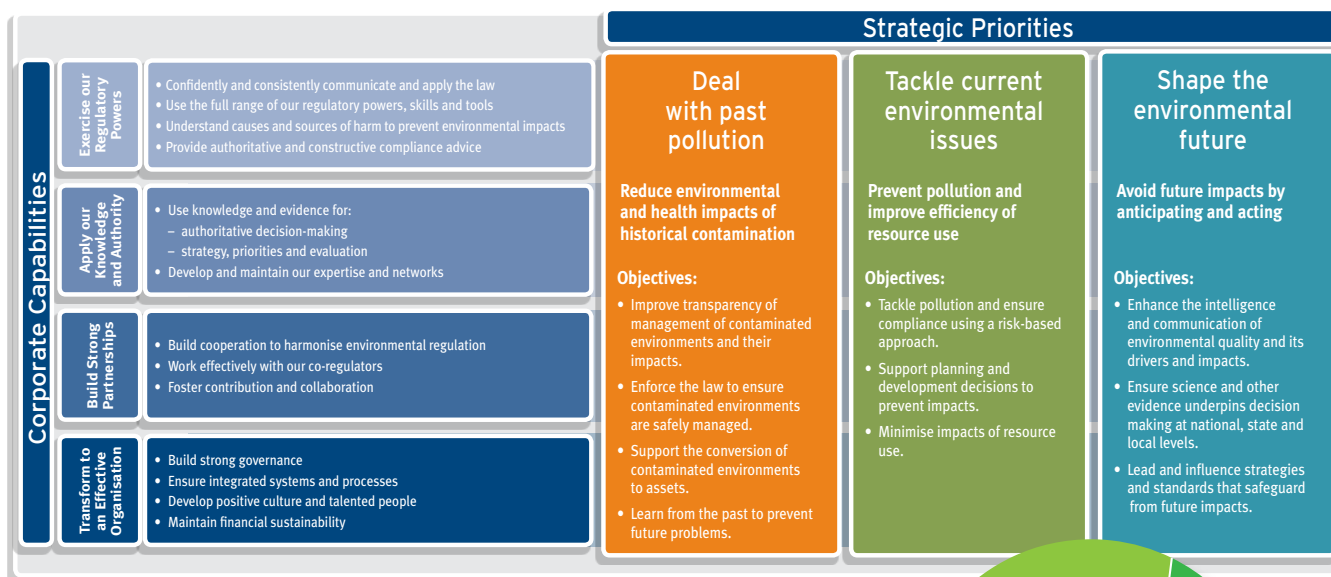 Strategic Priorities
Corporate Capabilities
Exercise our
Regulatory
Powers
• Confidently and consistently communicate and apply the law
• Use the full range of our regulatory powers, skills and tools
• Understand causes and sources of harm to prevent environmental impacts
• Provide authoritative and constructive compliance advice
Apply our
Knowledge
and Authority
• Use knowledge and evidence for:
– authoritative decision-making
– strategy, priorities and evaluation
• Develop and maintain our expertise and networks
Build Strong
Partnerships
• Build cooperation to harmonise environmental regulation
• Work effectively with our co-regulators
• Foster contribution and collaboration
Transform to
an Effective
Organisation
• Build strong governance
• Ensure integrated systems and processes
• Develop positive culture and talented people
• Maintain financial sustainability
Deal
with past
pollution
Reduce environmental
and health impacts of
historical contamination
Objectives:
• Improve transparency of
management of contaminated
environments and their
impacts.
• Enforce the law to ensure
contaminated environments
are safely managed.
• Support the conversion of
contaminated environments
to assets.
• Learn from the past to prevent
future problems.
Tackle current
environmental
issues
Prevent pollution and
improve efficiency of
resource use
Objectives:
• Tackle pollution and ensure
compliance using a risk-based
approach.
• Support planning and
development decisions to
prevent impacts.
• Minimise impacts of resource
use.
Shape the
environmental
future
Avoid future impacts by
anticipating and acting
Objectives:
• Enhance the intelligence
and communication of
environmental quality and its
drivers and impacts.
• Ensure science and other
evidence underpins decision
making at national, state and
local levels.
• Lead and influence strategies
and standards that safeguard
from future impacts.